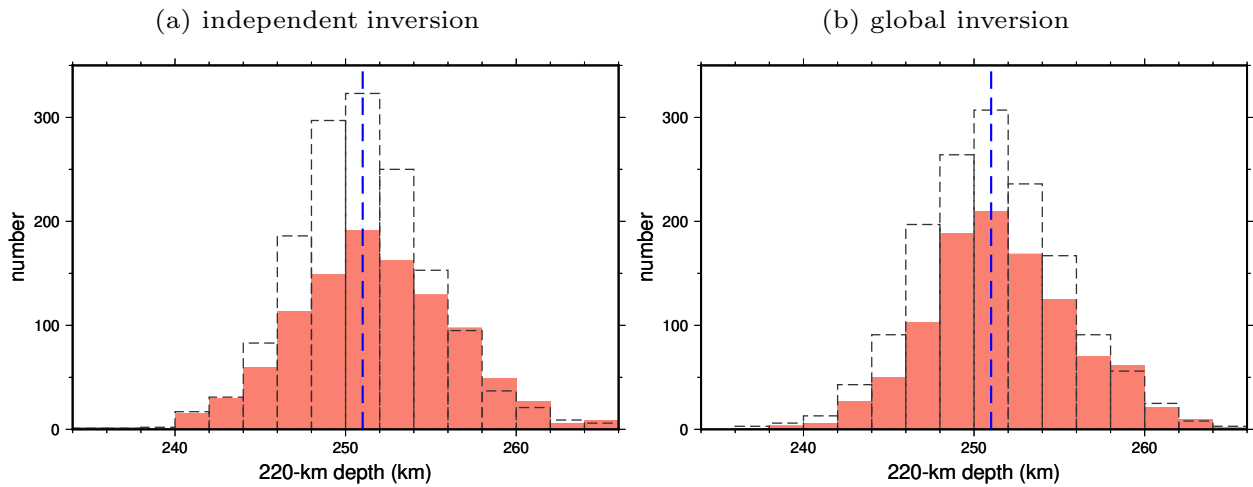 (a) independent inversion
(b) global inversion
300
200
100
0
number
240
250
260
220-km depth (km)
300
200
100
0
number
240
250
260
220-km depth (km)